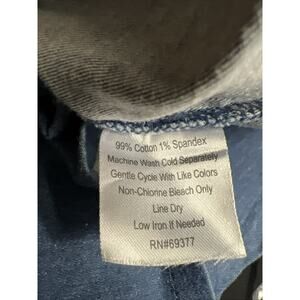 99% Cotton 1% Spandex
Machine Wash Cold Separately
Gentle Cycle With Like Colors
Non-Chlorine Bleach Only
Line Dry
Low Iron If Needed
RN#69377